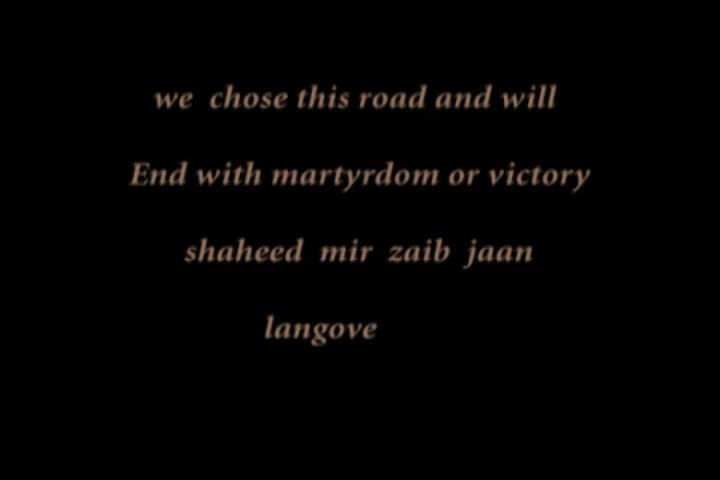 we chose this road and will
End with martyrdom or victory
shaheed mir zaib jaan
langove